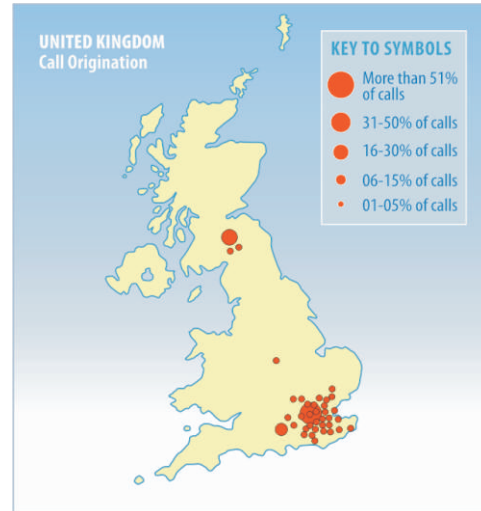 UNITED KINGDOM
Call Origination
KEY TO SYMBOLS
More than 51%
of calls
31-50% of calls
16-30% of calls
06-15% of calls
01-05% of calls